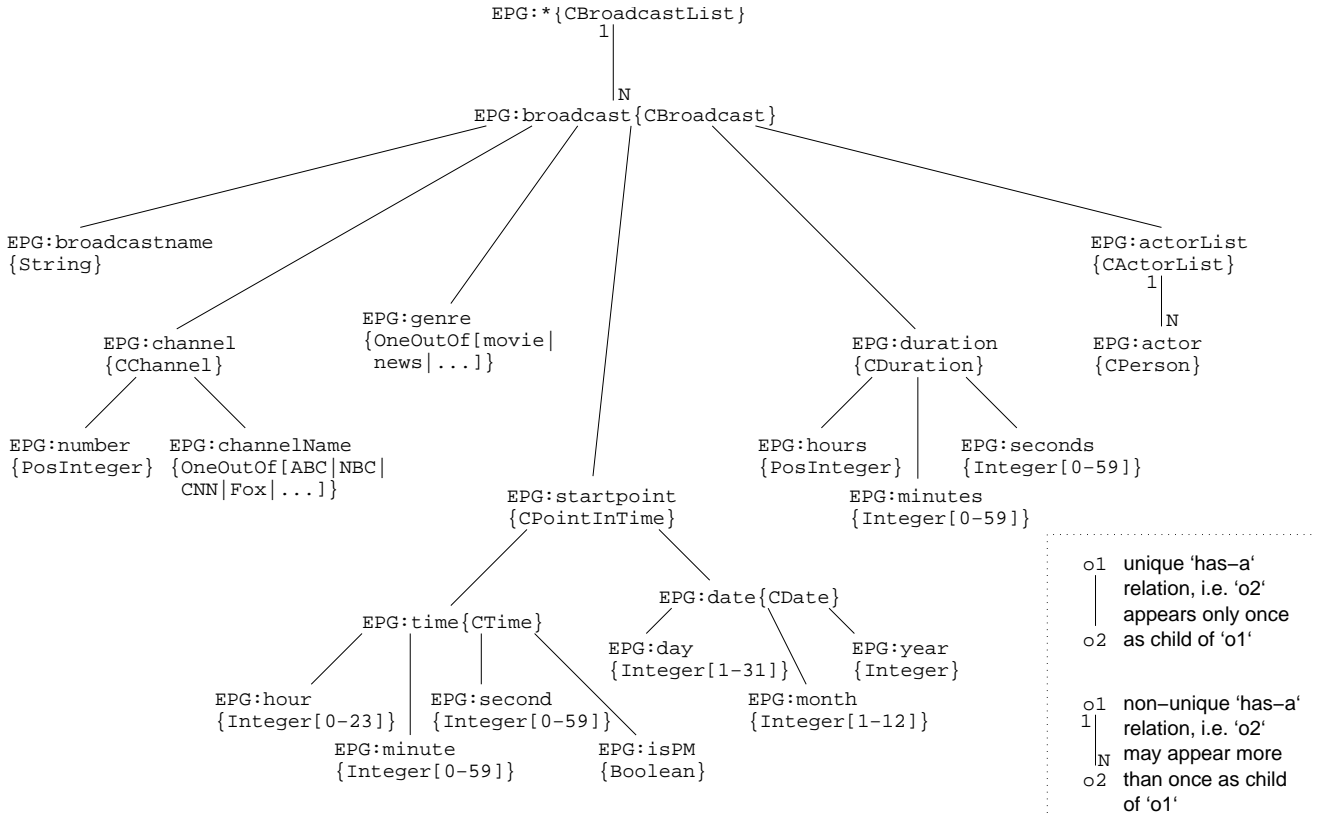 EPG:*{CBroadcastList}
1
N
EPG:broadcast{CBroadcast}
EPG:broadcastname
{String}
EPG:actorList
{CActorList}
1
N
EPG:actor
{CPerson}
EPG:channel
{CChannel}
EPG:genre
{OneOutOf[movie|
news|...]}
EPG:duration
{CDuration}
EPG:number
{PosInteger}
EPG:channelName
{OneOutOf[ABC|NBC|
CNN|Fox|...]}
EPG:hours
{PosInteger}
EPG:seconds
{Integer[0−59]}
EPG:minutes
{Integer[0−59]}
EPG:startpoint
{CPointInTime}
EPG:time{CTime}
EPG:date{CDate}
EPG:day
{Integer[1−31]}
EPG:year
{Integer}
EPG:month
{Integer[1−12]}
EPG:hour
{Integer[0−23]}
EPG:second
{Integer[0−59]}
EPG:minute
{Integer[0−59]}
EPG:isPM
{Boolean}
o1 unique ‘has−a‘
relation, i.e. ‘o2‘
appears only once
o2 as child of ‘o1‘
o1 non−unique ‘has−a‘
1 relation, i.e. ‘o2‘
N may appear more
o2 than once as child
of ‘o1‘